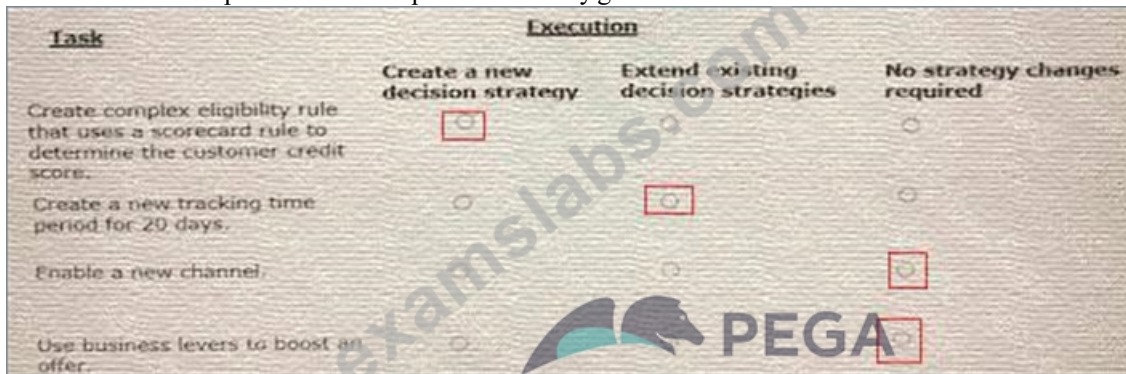 Task
Execution
Create a new
decision strategy
Extend existing
decision strategies
No strategy changes
required
Create complex eligibility rule
that uses a scorecard rule to
determine the customer credit
score.
Create a new tracking time
period for 20 days.
Enable a new channel.
Use business levers to boost an
offer.
examslabs.com
PEGA